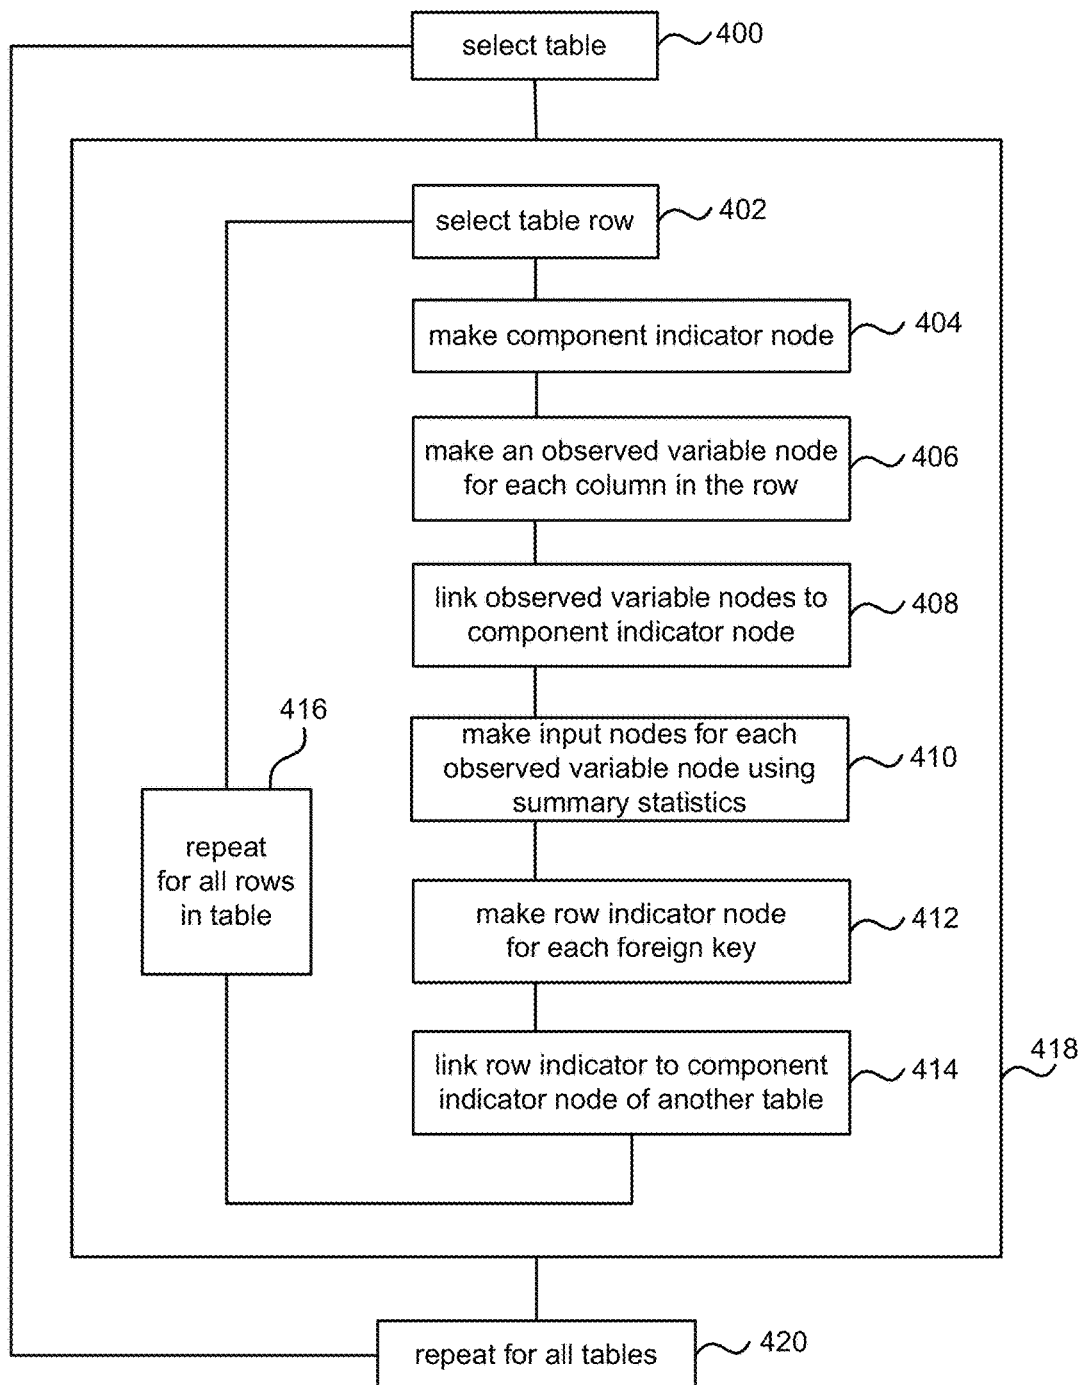 select table
400
select table row
402
make component indicator node
404
make an observed variable node
for each column in the row
406
link observed variable nodes to
component indicator node
408
416
make input nodes for each
observed variable node using
summary statistics
410
repeat
for all rows
in table
make row indicator node
for each foreign key
412
link row indicator to component
indicator node of another table
414
418
repeat for all tables
420